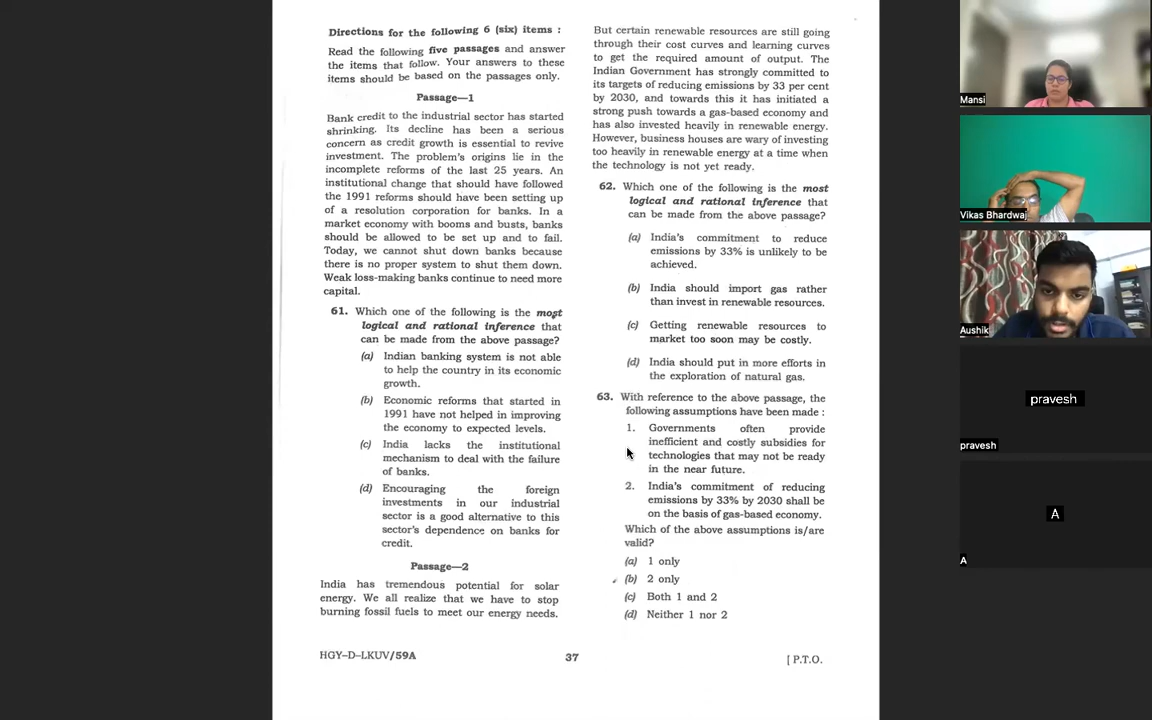 Directions for the following 6 (six) items :
Read the following five passages and answer
the items that follow. Your answers to these
items should be based on the passages only.
Passage—1
Bank credit to the industrial sector has started
shrinking. Its decline has been a serious
concern as credit growth is essential to revive
investment. The problem's origins lie in the
incomplete reforms of the last 25 years. An
institutional change that should have followed
the 1991 reforms should have been setting up
of a resolution corporation for banks. In a
market economy with booms and busts, banks
should be allowed to be set up and to fail.
Today, we cannot shut down banks because
there is no proper system to shut them down.
Weak loss-making banks continue to need more
capital.
61. Which one of the following is the most
logical and rational inference that
can be made from the above passage?
(a) Indian banking system is not able
to help the country in its economic
growth.
(b) Economic reforms that started in
1991 have not helped in improving
the economy to expected levels.
(c) India lacks the institutional
mechanism to deal with the failure
of banks.
(d) Encouraging the foreign
investments in our industrial
sector is a good alternative to this
sector's dependence on banks for
credit.
Passage—2
India has tremendous potential for solar
energy. We all realize that we have to stop
burning fossil fuels to meet our energy needs.
But certain renewable resources are still going
through their cost curves and learning curves
to get the required amount of output. The
Indian Government has strongly committed to
its targets of reducing emissions by 33 per cent
by 2030, and towards this it has initiated a
strong push towards a gas-based economy and
has also invested heavily in renewable energy.
However, business houses are wary of investing
too heavily in renewable energy at a time when
the technology is not yet ready.
62. Which one of the following is the most
logical and rational inference that
can be made from the above passage?
(a) India's commitment to reduce
emissions by 33% is unlikely to be
achieved.
(b) India should import gas rather
than invest in renewable resources.
(c) Getting renewable resources to
market too soon may be costly.
(d) India should put in more efforts in
the exploration of natural gas.
63. With reference to the above passage, the
following assumptions have been made :
1. Governments often provide
inefficient and costly subsidies for
technologies that may not be ready
in the near future.
2. India's commitment of reducing
emissions by 33% by 2030 shall be
on the basis of gas-based economy.
Which of the above assumptions is/are
valid?
(a) 1 only
(b) 2 only
(c) Both 1 and 2
(d) Neither 1 nor 2
HGY–D–LKUV/59A
37
[ P.T.O.
Mansi
Vikas Bhardwaj
Aushik
pravesh
pravesh
A
A